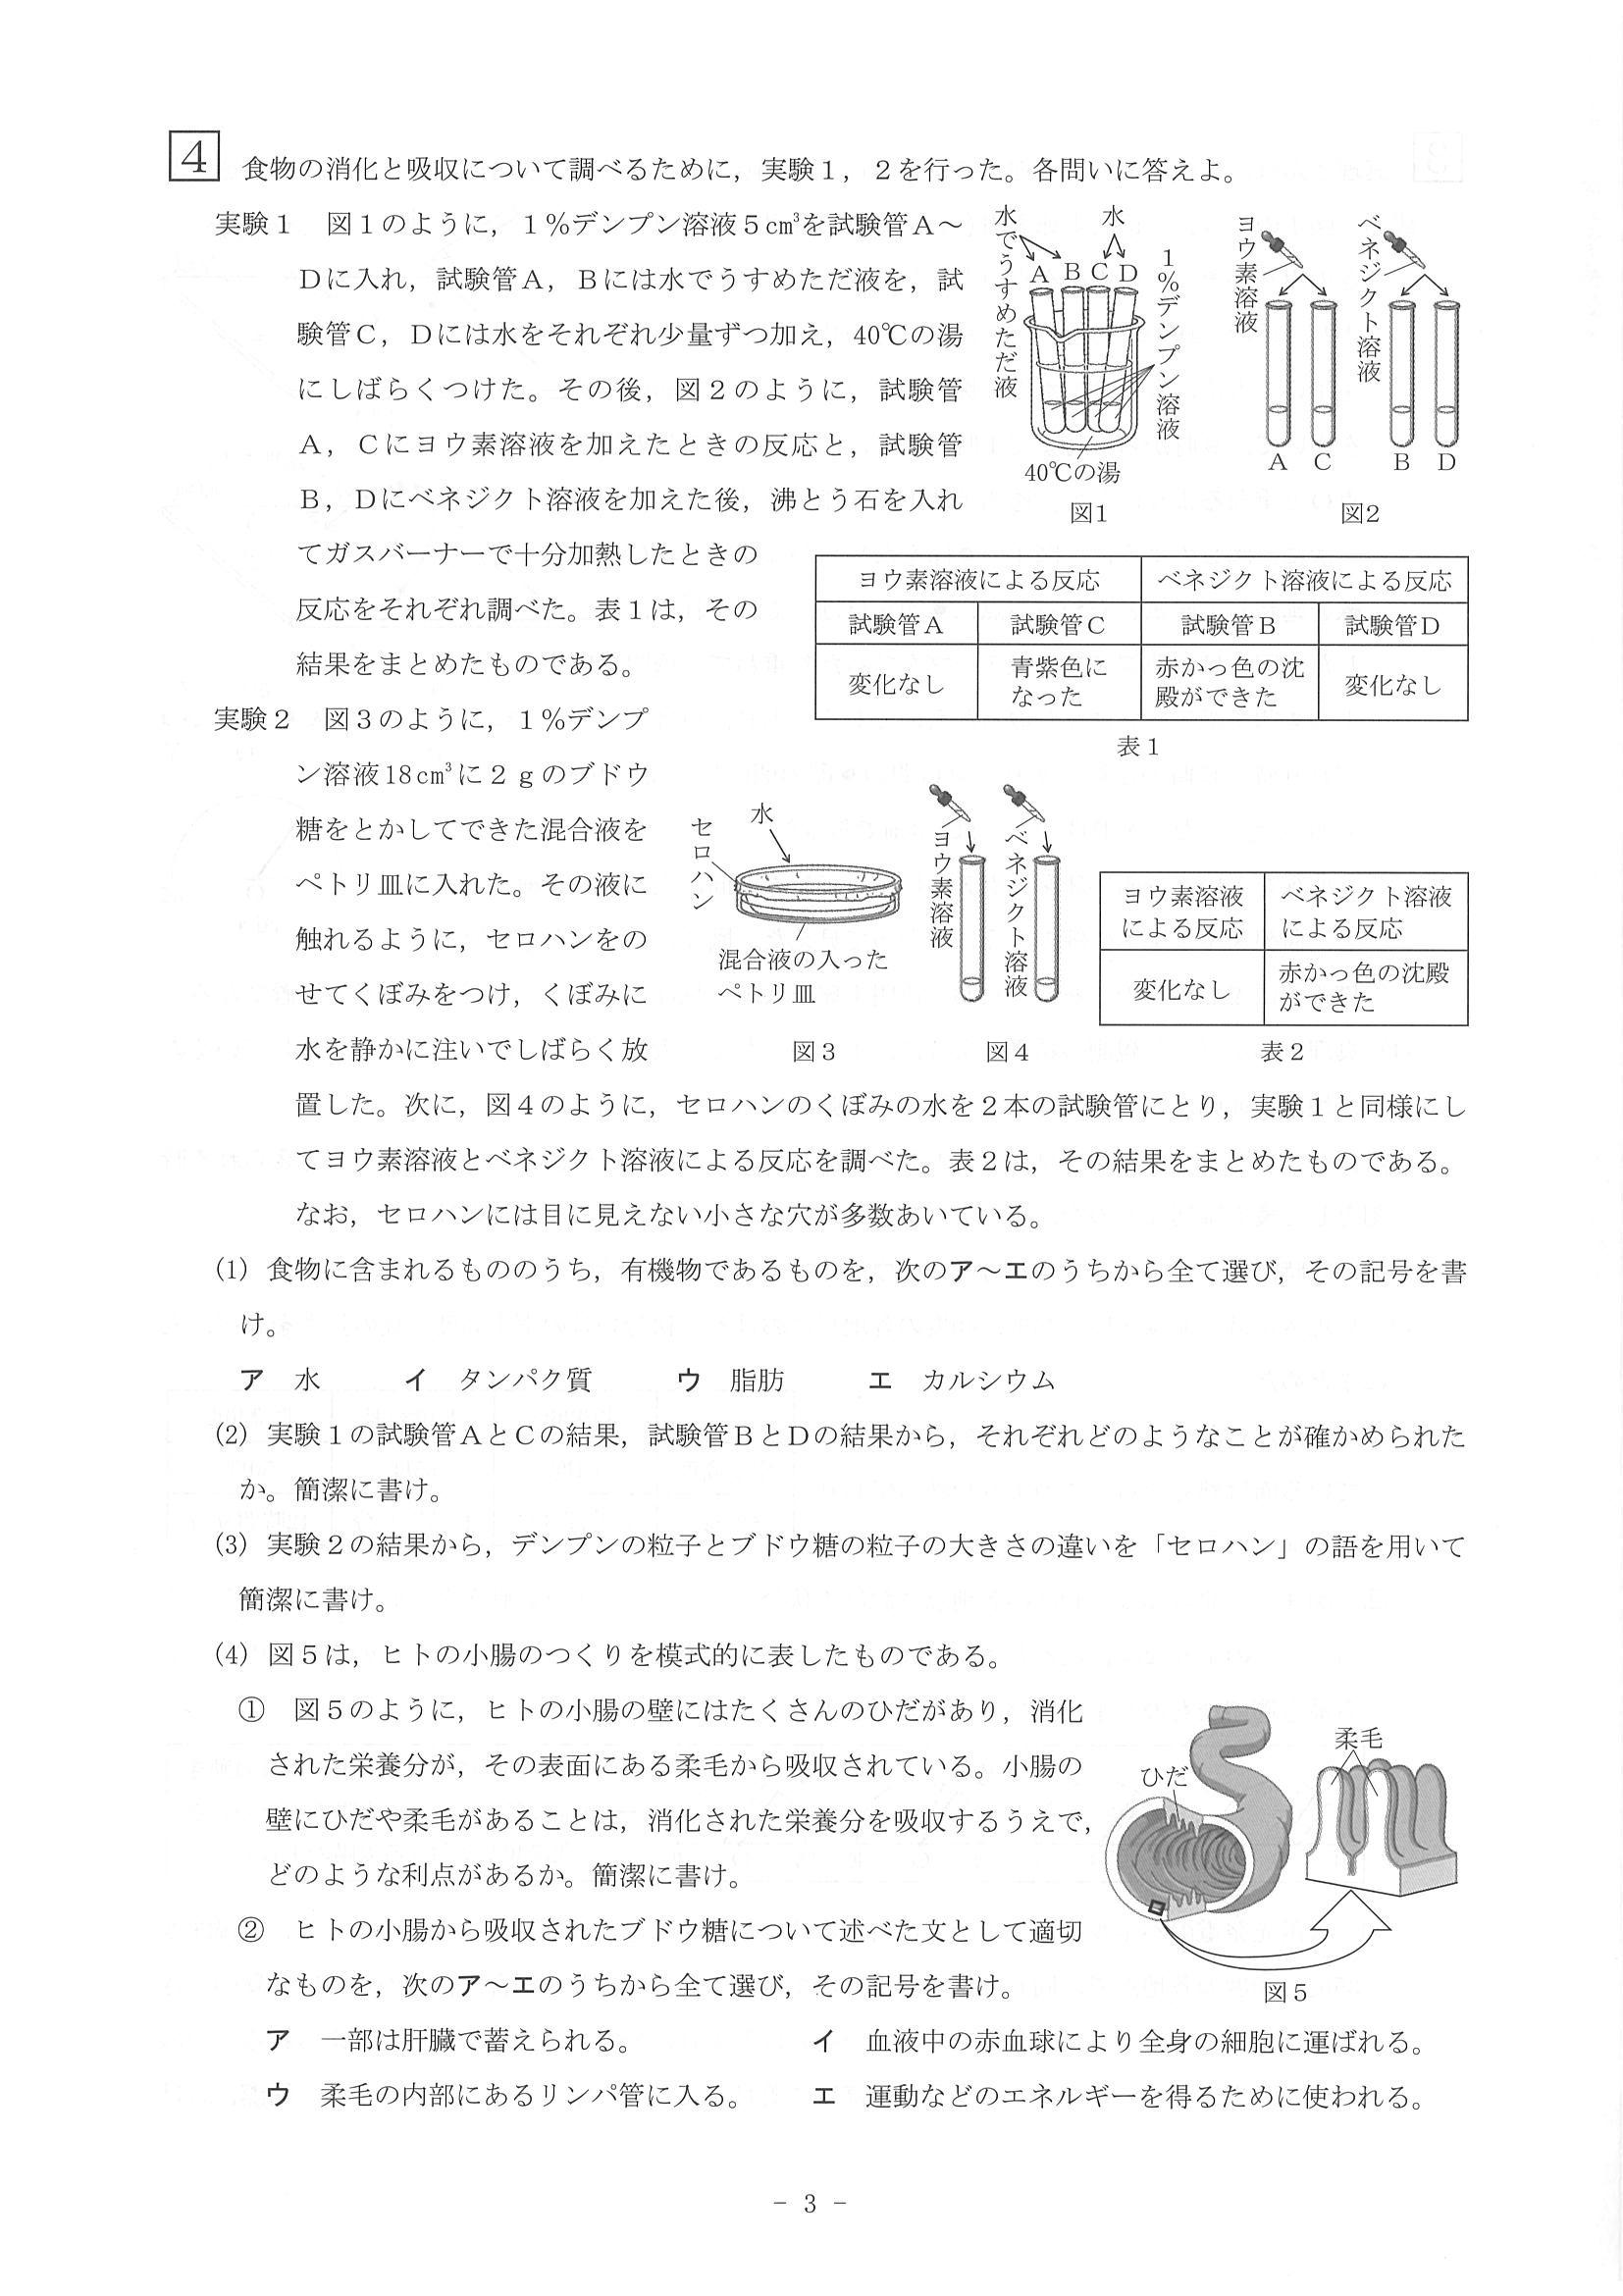 4 食物の消化と吸収について調べるために，実験１，２を行った。各問いに答えよ。
実験１　図１のように，１％デンプン溶液５cm³を試験管Ａ～
Ｄに入れ，試験管Ａ，Ｂには水でうすめただ液を，試
験管Ｃ，Ｄには水をそれぞれ少量ずつ加え，40℃の湯
にしばらくつけた。その後，図２のように，試験管
Ａ，Ｃにヨウ素溶液を加えたときの反応と，試験管
Ｂ，Ｄにベネジクト溶液を加えた後，沸とう石を入れ
てガスバーナーで十分加熱したときの
反応をそれぞれ調べた。表１は，その
結果をまとめたものである。
水でうすめただ液
水
A B C D
1％デンプン溶液
40℃の湯
図1
ヨウ素溶液
ベネジクト溶液
A C B D
図2
ヨウ素溶液による反応 ベネジクト溶液による反応
試験管Ａ 試験管Ｃ 試験管Ｂ 試験管Ｄ
変化なし 青紫色に 赤かっ色の沈 変化なし
なった 殿ができた
表１
実験２　図３のように，１％デンプ
ン溶液18cm³に２ｇのブドウ
糖をとかしてできた混合液を
ペトリ皿に入れた。その液に
触れるように，セロハンをの
せてくぼみをつけ，くぼみに
水を静かに注いでしばらく放
置した。次に，図４のように，セロハンのくぼみの水を２本の試験管にとり，実験１と同様にし
てヨウ素溶液とベネジクト溶液による反応を調べた。表２は，その結果をまとめたものである。
なお，セロハンには目に見えない小さな穴が多数あいている。
セロハン
水
混合液の入った
ペトリ皿
図３
ヨウ素溶液
ベネジクト溶液
図４
ヨウ素溶液 ベネジクト溶液
による反応 による反応
変化なし 赤かっ色の沈殿
ができた
表２
(1) 食物に含まれるもののうち，有機物であるものを，次のア～エのうちから全て選び，その記号を書
け。
ア　水　　　イ　タンパク質　　　ウ　脂肪　　　エ　カルシウム
(2) 実験１の試験管ＡとＣの結果，試験管ＢとＤの結果から，それぞれどのようなことが確かめられた
か。簡潔に書け。
(3) 実験２の結果から，デンプンの粒子とブドウ糖の粒子の大きさの違いを「セロハン」の語を用いて
簡潔に書け。
(4) 図５は，ヒトの小腸のつくりを模式的に表したものである。
①　図５のように，ヒトの小腸の壁にはたくさんのひだがあり，消化
された栄養分が，その表面にある柔毛から吸収されている。小腸の
壁にひだや柔毛があることは，消化された栄養分を吸収するうえで，
どのような利点があるか。簡潔に書け。
②　ヒトの小腸から吸収されたブドウ糖について述べた文として適切
なものを，次のア～エのうちから全て選び，その記号を書け。
ひだ
柔毛
図５
ア　一部は肝臓で蓄えられる。　　　イ　血液中の赤血球により全身の細胞に運ばれる。
ウ　柔毛の内部にあるリンパ管に入る。　　　エ　運動などのエネルギーを得るために使われる。
- 3 -